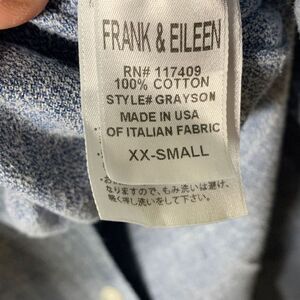 FRANK & EILEEN
RN# 117409
100% COTTON
STYLE# GRAYSON
MADE IN USA
OF ITALIAN FABRIC
XX-SMALL
なりますので、もみ洗いは避け、
軽く押し洗いをして下さい。